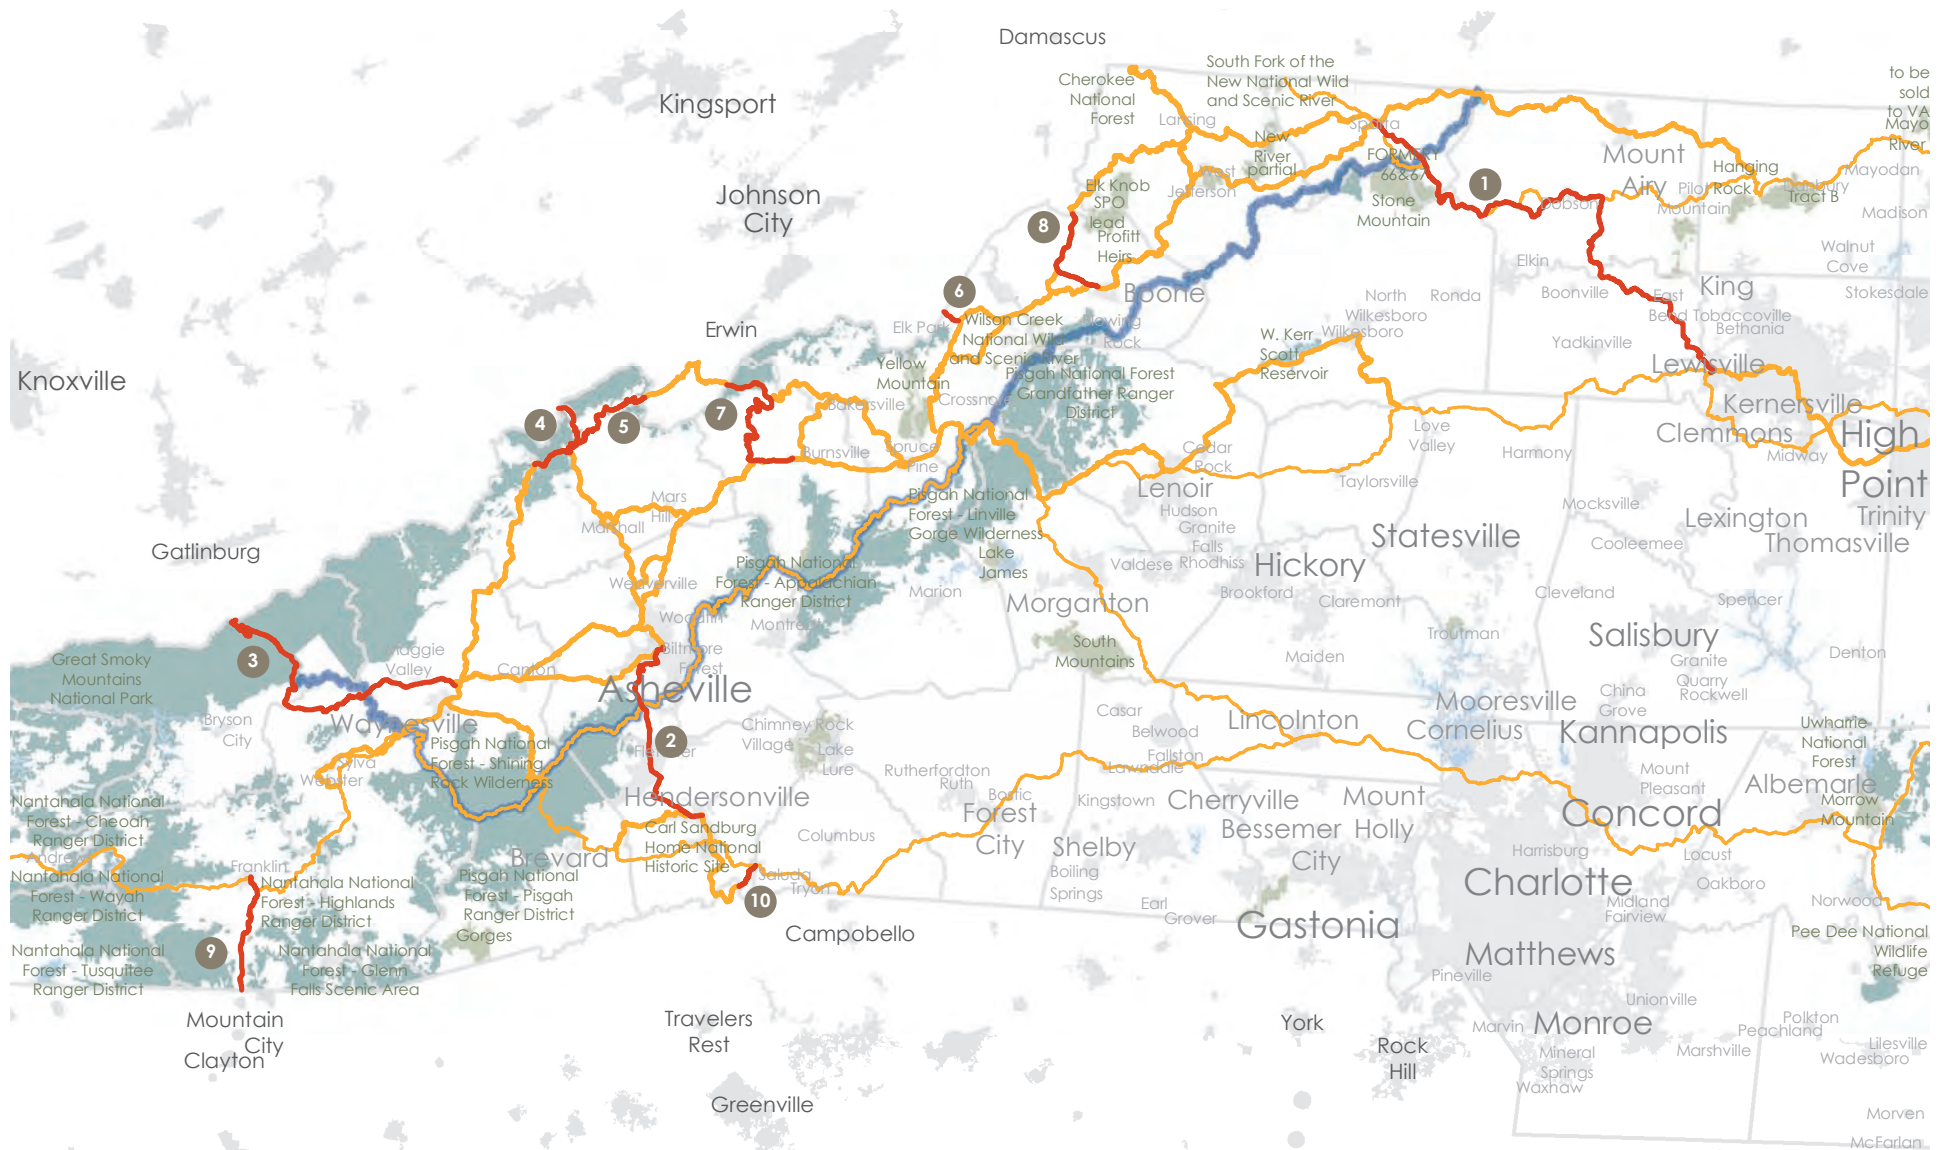 Damascus
Kingsport
Cherokee
National
Forest
South Fork of the
New National Wild
and Scenic River
to be
sold
to VA
Mayo
River
Lansing
Sparta
New
River
partial
FORMERY
66&67
Mount
Airy
Hanging
Rock
Pilot
Mountain
Danbury
Tract B
Mayodan
Madison
Johnson
City
Elk Knob
SPO
lead
Profitt
Heirs
West
Jefferson
Stone
Mountain
1
Dobson
8
Elkin
Walnut
Cove
6
Boone
North
Wilkesboro
Ronda
Boonville
East
Bend
King
Tobaccoville
Bethania
Stokesdale
Erwin
Elk Park
Wilson Creek
National Wild
and Scenic River
Blowing
Rock
W. Kerr
Scott
Reservoir
Wilkesboro
Yadkinville
Lewisville
Knoxville
Yellow
Mountain
Crossnore
Pisgah National Forest
- Grandfather Ranger
District
4
5
7
Bakersville
Burnsville
Spruce
Pine
Cedar
Rock
Love
Valley
Harmony
Kernersville
Clemmons
Midway
High
Point
Trinity
Mars
Hill
Marshall
Pisgah National
Forest - Linville
Gorge Wilderness
Lake
James
Lenoir
Hudson
Granite
Falls
Rhodhiss
Taylorsville
Mocksville
Lexington
Thomasville
Cooleemee
Gatlinburg
Weaverville
Pisgah National
Forest - Appalachian
Ranger District
Marion
Valdese
Hickory
Statesville
Brookford
Claremont
Cleveland
Spencer
Woodfin
Montreat
Morganton
South
Mountains
Troutman
Salisbury
Granite
Quarry
Rockwell
Denton
Great Smoky
Mountains
National Park
3
Maggie
Valley
Canton
Biltmore
Forest
Asheville
Maiden
Bryson
City
Waynesville
Sylva
Webster
Pisgah National
Forest - Shining
Rock Wilderness
Fletcher
2
Chimney Rock
Village
Lake
Lure
Casar
Belwood
Fallston
Lawndale
Lincolnton
Mooresville
Cornelius
China
Grove
Kannapolis
Uwharrie
National
Forest
Hendersonville
Rutherfordton
Ruth
Bostic
Forest
City
Kingstown
Cherryville
Bessemer
City
Mount
Holly
Mount
Pleasant
Concord
Albemarle
Morrow
Mountain
Nantahala National
Forest - Cheoah
Ranger District
Andrews
Franklin
Carl Sandburg
Home National
Historic Site
Columbus
Shelby
Boiling
Springs
Harrisburg
Locust
Nantahala National
Forest - Wayah
Ranger District
Nantahala National
Forest - Highlands
Ranger District
Brevard
Pisgah National
Forest - Pisgah
Ranger District
Gorges
Saluda
Tryon
10
Earl
Grover
Charlotte
Midland
Fairview
Oakboro
Norwood
Nantahala National
Forest - Tusquitee
Ranger District
9
Nantahala National
Forest - Glenn
Falls Scenic Area
Campobello
Gastonia
Matthews
Pineville
Pee Dee National
Wildlife
Refuge
Mountain
City
Clayton
Travelers
Rest
York
Rock
Hill
Marvin
Monroe
Unionville
Mineral
Springs
Waxhaw
Marshville
Polkton
Peachland
Lilesville
Wadesboro
Greenville
Morven
McFarlan